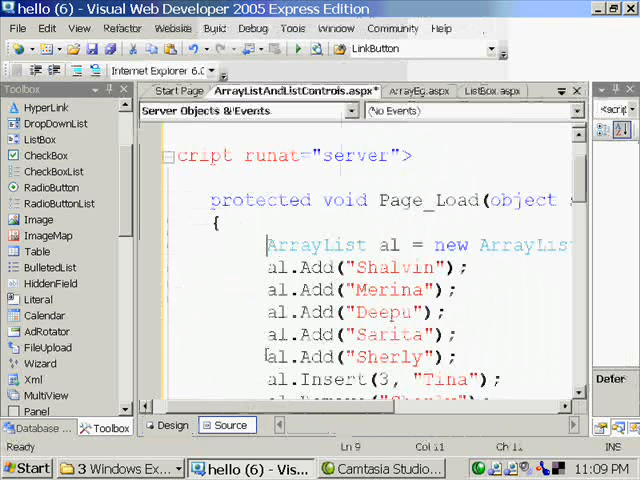 hello (6) - Visual Web Developer 2005 Express Edition
File Edit View Refactor Website Build Debug Tools Window Community Help
LinkButton
Internet Explorer 6.0
Toolbox
Start Page ArrayListAndListControls.aspx* ArrayEg.aspx ListBox.aspx
Server Objects & Events (No Events)
<script
HyperLink
DropDownList
ListBox
CheckBox
CheckBoxList
RadioButton
RadioButtonList
Image
ImageMap
Table
BulletedList
HiddenField
Literal
Calendar
AdRotator
FileUpload
Wizard
Xml
MultiView
Panel
cript runat="server">
protected void Page_Load(object s
{
ArrayList al = new ArrayList
al.Add("Shalvin");
al.Add("Merina");
al.Add("Deepu");
al.Add("Sarita");
al.Add("Sherly");
al.Insert(3, "Tina");
al.Remove("Sherly");
Defer
Database ... Toolbox
Design Source
Ready Ln 9 Col 11 Ch 11 INS
Start 3 Windows Ex... hello (6) - Vis... Camtasia Studio... 11:09 PM